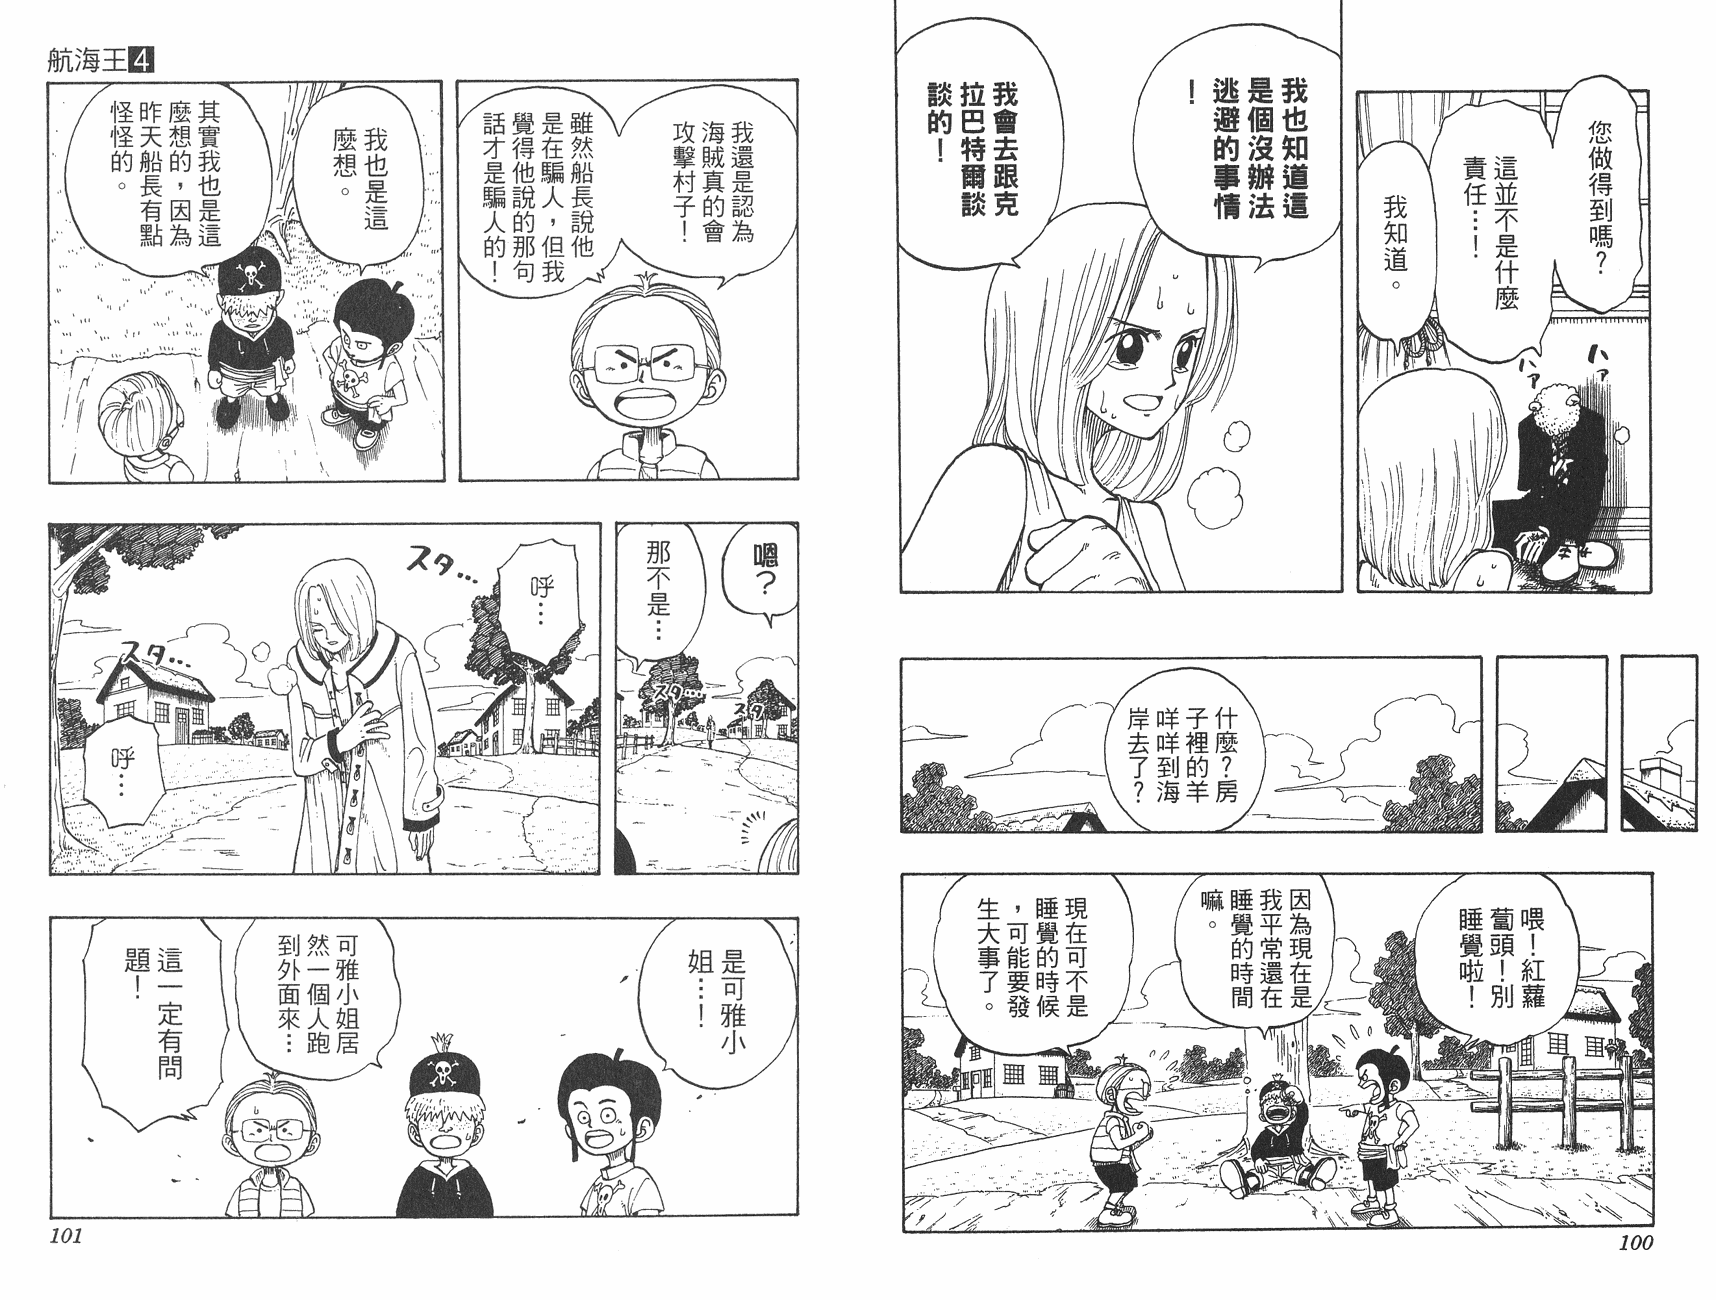 您做得到嗎？
這並不是什麼
責任…！
我知道。
ハァ
ハァ
我也知道這
是個沒辦法
逃避的事情
！
我會去跟克
拉巴特爾談
談的！
什麼？房
子裡的羊
咩咩到海
岸去了？
喂！紅蘿
蔔頭！別
睡覺啦！
因為現在是
我平常還在
睡覺的時間
嘛。
現在可不是
睡覺的時候
，可能要發
生大事了。
100
航海王4
我還是認為
海賊真的會
攻擊村子！
雖然船長說他
是在騙人，但我
覺得他說的那句
話才是騙人的！
我也是這
麼想。
其實我也是這
麼想的，因為
昨天船長有點
怪怪的。
嗯？
那不是…
スタ…
スタ…
呼…
スタ…
スタ…
呼…
是可雅小
姐…！
可雅小姐居
然一個人跑
到外面來…
這一定有問
題！
101